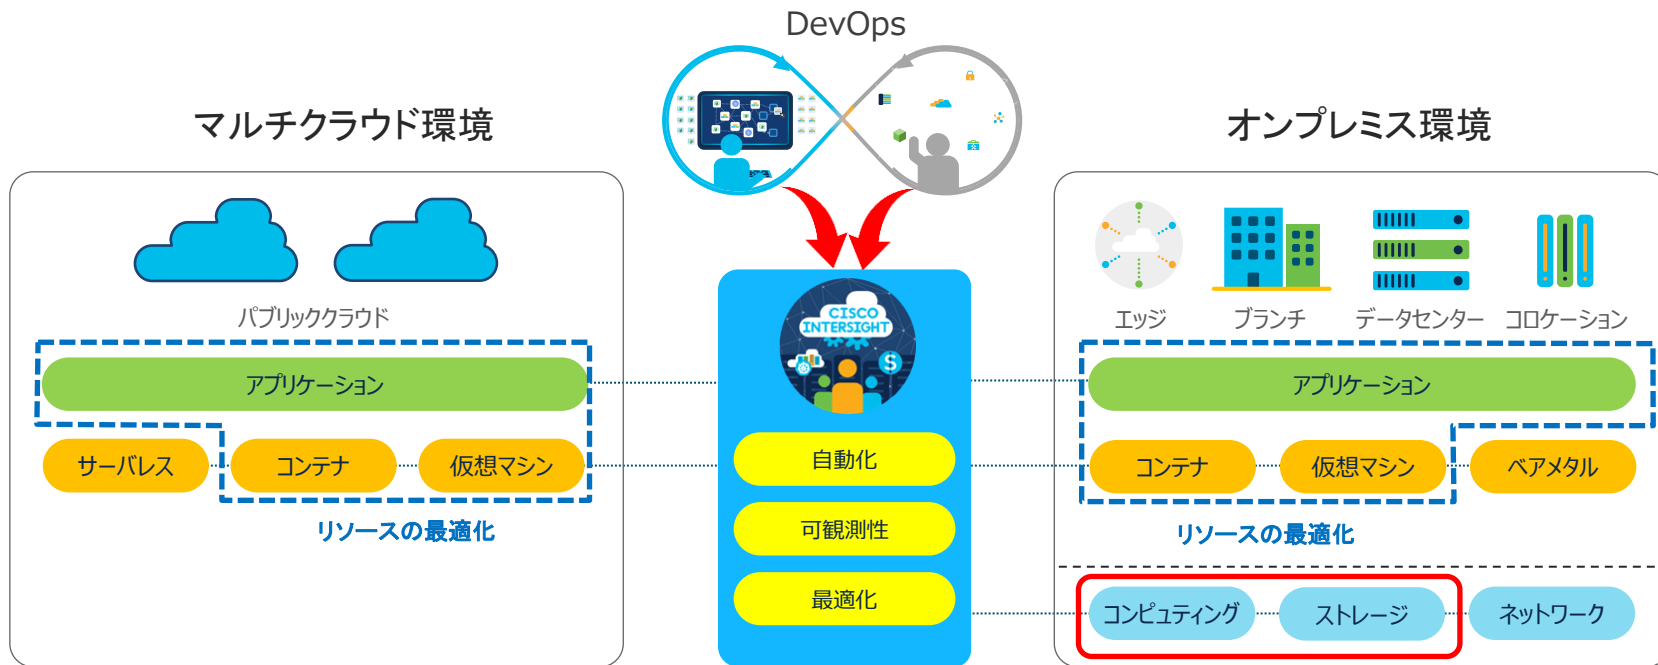 DevOps
マルチクラウド環境
オンプレミス環境
パブリッククラウド
エッジ
ブランチ
データセンター
コロケーション
CISCO
INTERSIGHT
アプリケーション
アプリケーション
サーバレス
コンテナ
仮想マシン
自動化
コンテナ
仮想マシン
ベアメタル
リソースの最適化
可観測性
リソースの最適化
最適化
コンピュティング
ストレージ
ネットワーク